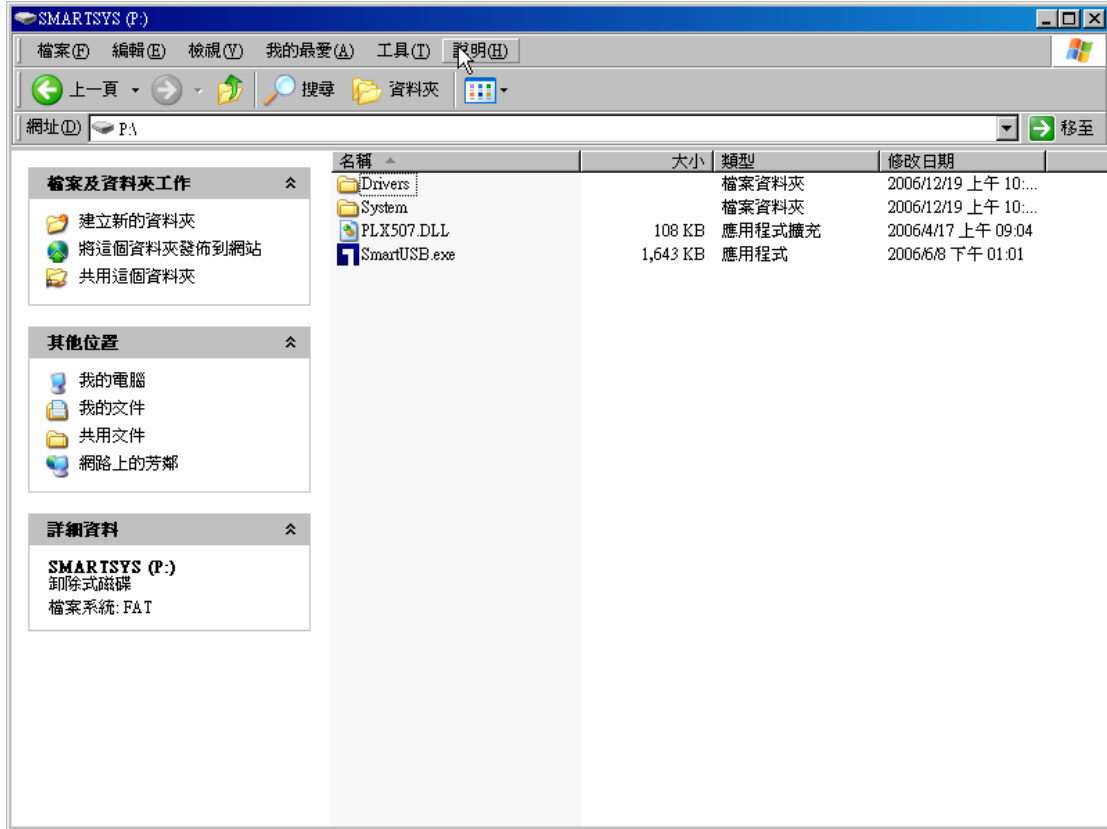 SMARTSYS (P:)
檔案(F) 編輯(E) 檢視(V) 我的最愛(A) 工具(T) 說明(H)
上一頁 搜尋 資料夾
網址(D) P:\ 移至
檔案及資料夾工作
建立新的資料夾
將這個資料夾發佈到網站
共用這個資料夾
其他位置
我的電腦
我的文件
共用文件
網路上的芳鄰
詳細資料
SMARTSYS (P:)
卸除式磁碟
檔案系統: FAT
名稱 大小 類型 修改日期
Drivers 檔案資料夾 2006/12/19 上午 10:...
System 檔案資料夾 2006/12/19 上午 10:...
PLX507.DLL 108 KB 應用程式擴充 2006/4/17 上午 09:04
SmartUSB.exe 1,643 KB 應用程式 2006/6/8 下午 01:01